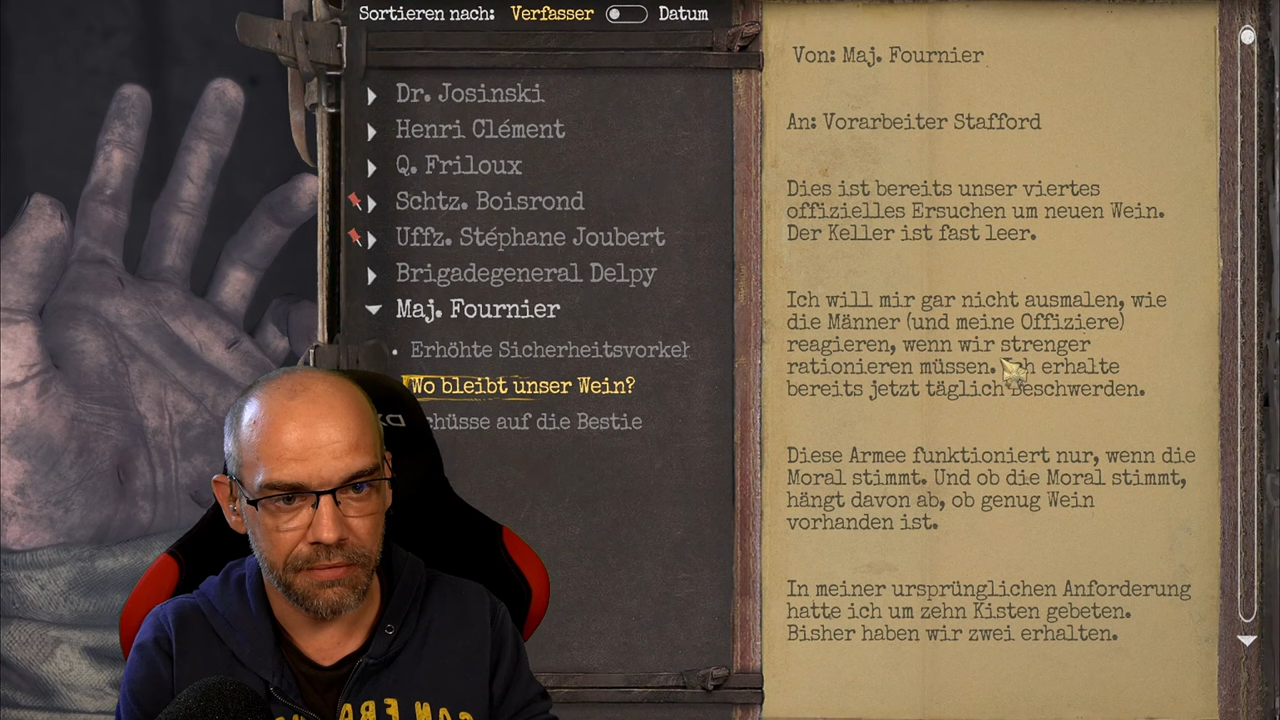 Sortieren nach: Verfasser Datum
Dr. Josinski
Henri Clément
Q. Friloux
Schtz. Boisrond
Uffz. Stéphane Joubert
Brigadegeneral Delpy
Maj. Fournier
Erhöhte
Wo bleibt unser Wein?
auf die Bestie
Von: Maj. Fournier
An: Vorarbeiter Stafford
Dies ist bereits unser viertes
offizielles Ersuchen um neuen Wein.
Der Keller ist fast leer.
Ich will mir gar nicht ausmalen, wie
die Männer (und meine Offiziere)
reagieren, wenn wir strenger
rationieren müssen. erhalte
bereits jetzt täglich Beschwerden.
Diese Armee funktioniert nur, wenn die
Moral stimmt. Und ob die Moral stimmt,
hängt davon ab, ob genug Wein
vorhanden ist.
In meiner ursprünglichen Anforderung
hatte ich um zehn Kisten gebeten.
Bisher haben wir zwei erhalten.